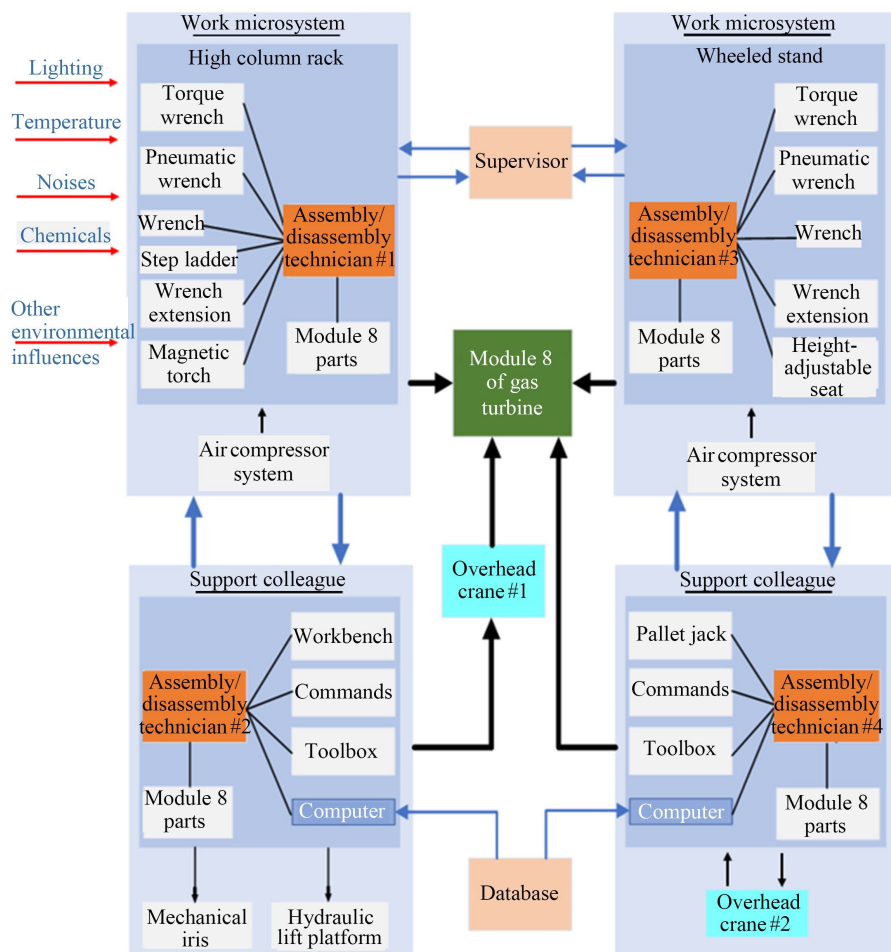 Work microsystem
High column rack
Lighting
Temperature
Noises
Chemicals
Other
environmental
influences
Torque
wrench
Pneumatic
wrench
Wrench
Step ladder
Wrench
extension
Magnetic
torch
Assembly/
disassembly
technician #1
Module 8
parts
Air compressor
system
Supervisor
Work microsystem
Wheeled stand
Torque
wrench
Pneumatic
wrench
Wrench
Wrench
extension
Height-
adjustable
seat
Assembly/
disassembly
technician #3
Module 8
parts
Air compressor
system
Module 8
of gas
turbine
Overhead
crane #1
Support colleague
Workbench
Commands
Toolbox
Computer
Assembly/
disassembly
technician #2
Module 8
parts
Mechanical
iris
Hydraulic
lift platform
Database
Support colleague
Pallet jack
Commands
Toolbox
Computer
Assembly/
disassembly
technician #4
Module 8
parts
Overhead
crane #2